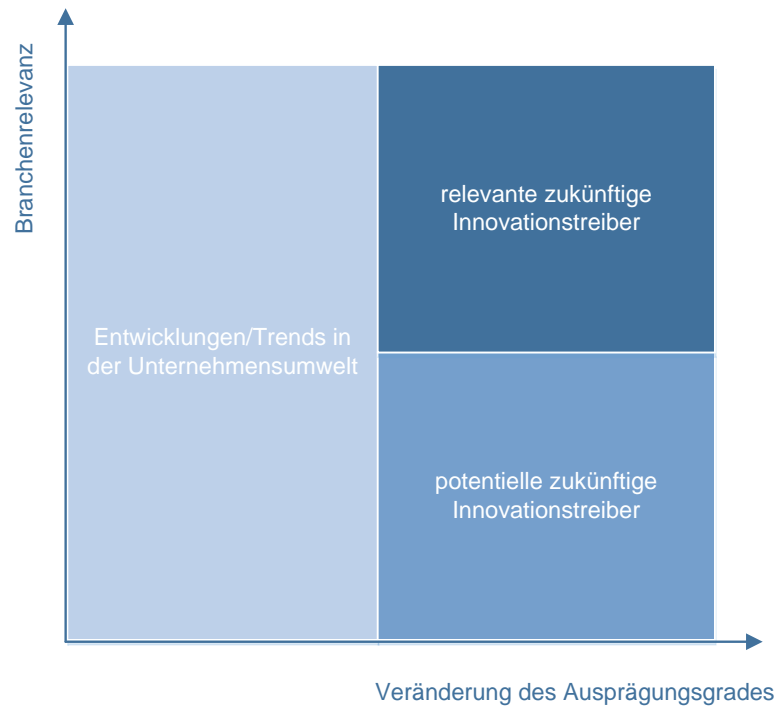 Branchenrelevanz
relevante zukünftige
Innovationstreiber
Entwicklungen/Trends in
der Unternehmensumwelt
potentielle zukünftige
Innovationstreiber
Veränderung des Ausprägungsgrades